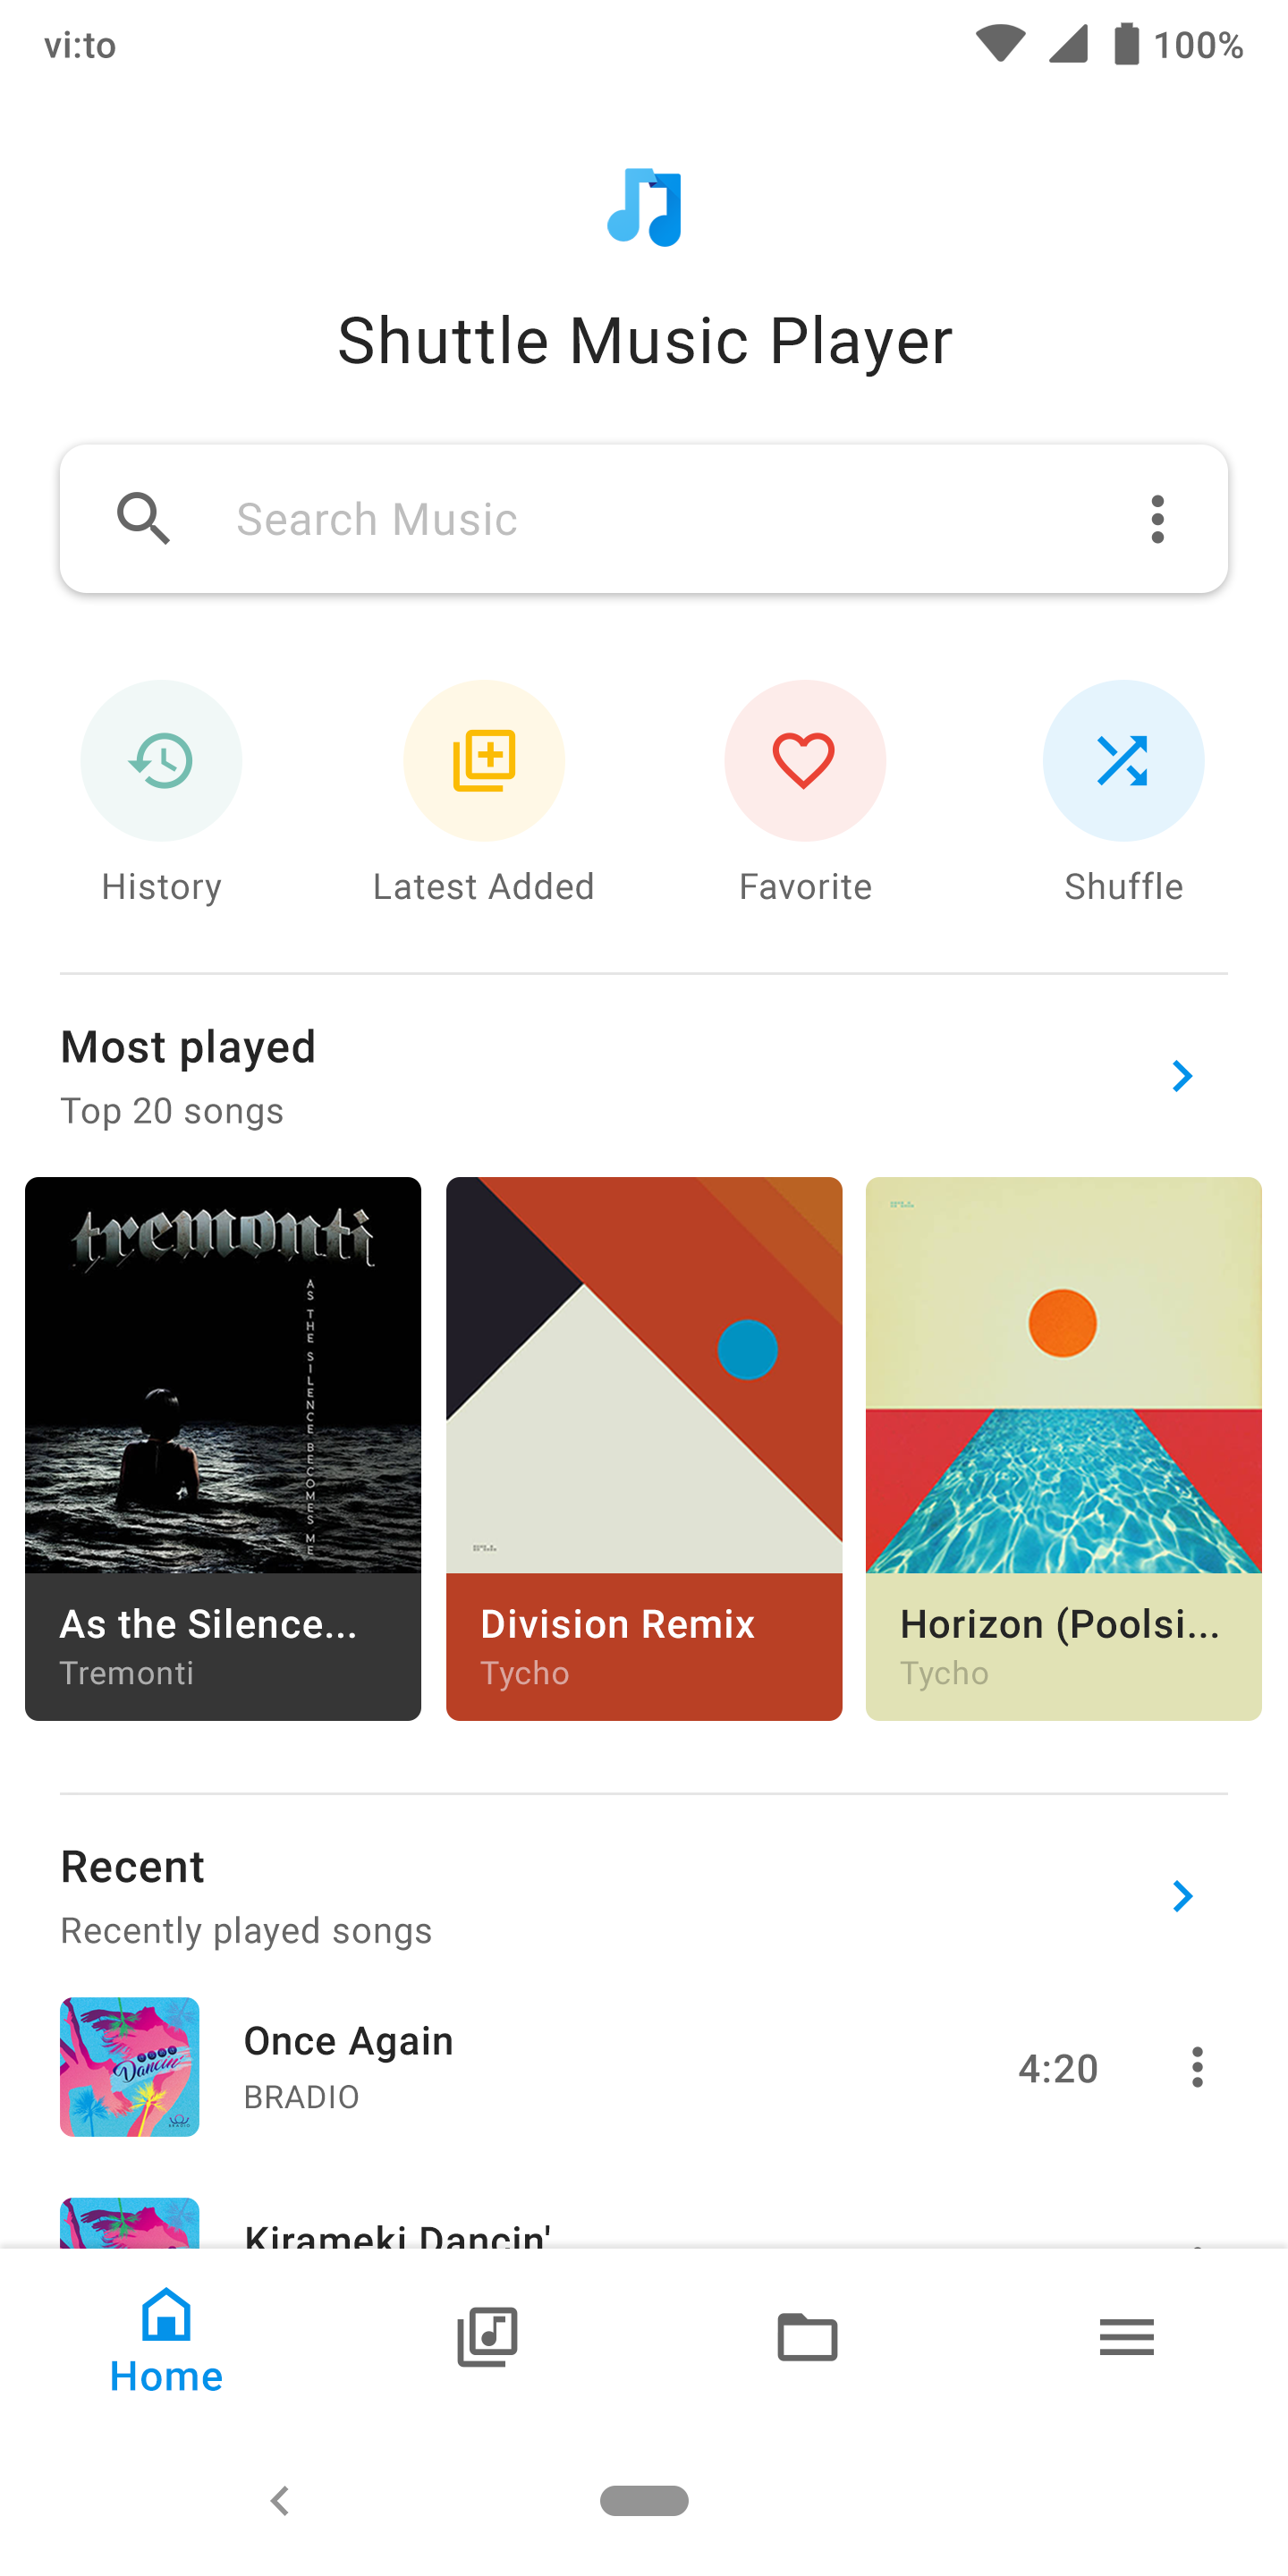 vi:to
100%
Shuttle Music Player
Search Music
History
Latest Added
Favorite
Shuffle
Most played
Top 20 songs
tremonti
AS THE SILENCE BECOMES ME
As the Silence...
Tremonti
Division Remix
Tycho
Horizon (Poolsi...
Tycho
Recent
Recently played songs
Dancin'
BRADIO
Once Again
BRADIO
4:20
Kirameki Dancin'
Home